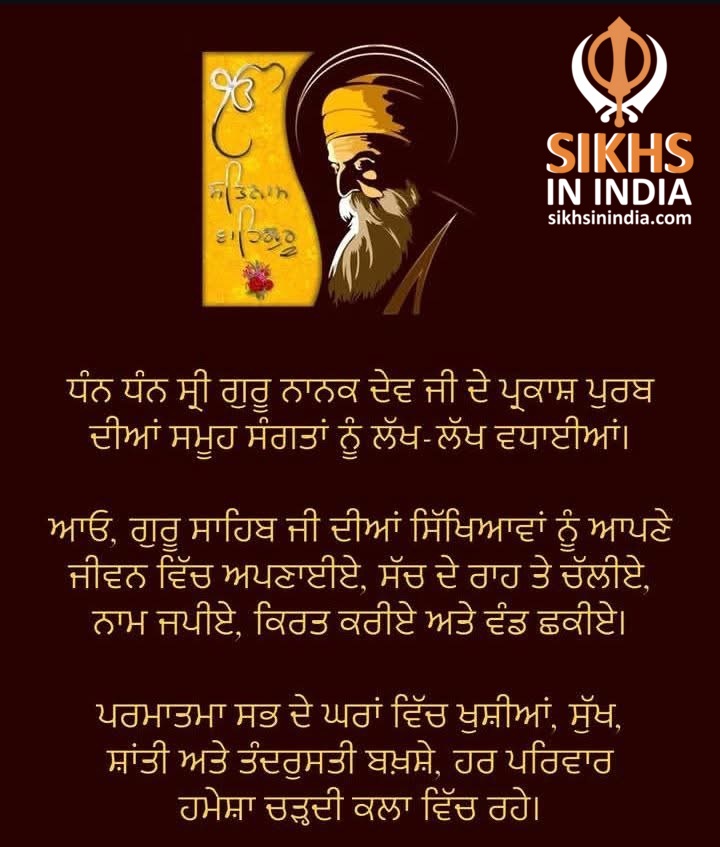 ੴ
ਸਤਿਨਾਮ
ਵਾਹਿਗੁਰੂ
SIKHS
IN INDIA
sikhsinindia.com
ਧੰਨ ਧੰਨ ਸ੍ਰੀ ਗੁਰੂ ਨਾਨਕ ਦੇਵ ਜੀ ਦੇ ਪ੍ਰਕਾਸ਼ ਪੁਰਬ
ਦੀਆਂ ਸਮੂਹ ਸੰਗਤਾਂ ਨੂੰ ਲੱਖ-ਲੱਖ ਵਧਾਈਆਂ।
ਆਓ, ਗੁਰੂ ਸਾਹਿਬ ਜੀ ਦੀਆਂ ਸਿੱਖਿਆਵਾਂ ਨੂੰ ਆਪਣੇ
ਜੀਵਨ ਵਿੱਚ ਅਪਣਾਈਏ, ਸੱਚ ਦੇ ਰਾਹ ਤੇ ਚੱਲੀਏ,
ਨਾਮ ਜਪੀਏ, ਕਿਰਤ ਕਰੀਏ ਅਤੇ ਵੰਡ ਛਕੀਏ।
ਪਰਮਾਤਮਾ ਸਭ ਦੇ ਘਰਾਂ ਵਿੱਚ ਖੁਸ਼ੀਆਂ, ਸੁੱਖ,
ਸ਼ਾਂਤੀ ਅਤੇ ਤੰਦਰੁਸਤੀ ਬਖ਼ਸ਼ੇ, ਹਰ ਪਰਿਵਾਰ
ਹਮੇਸ਼ਾ ਚੜ੍ਹਦੀ ਕਲਾ ਵਿੱਚ ਰਹੇ।